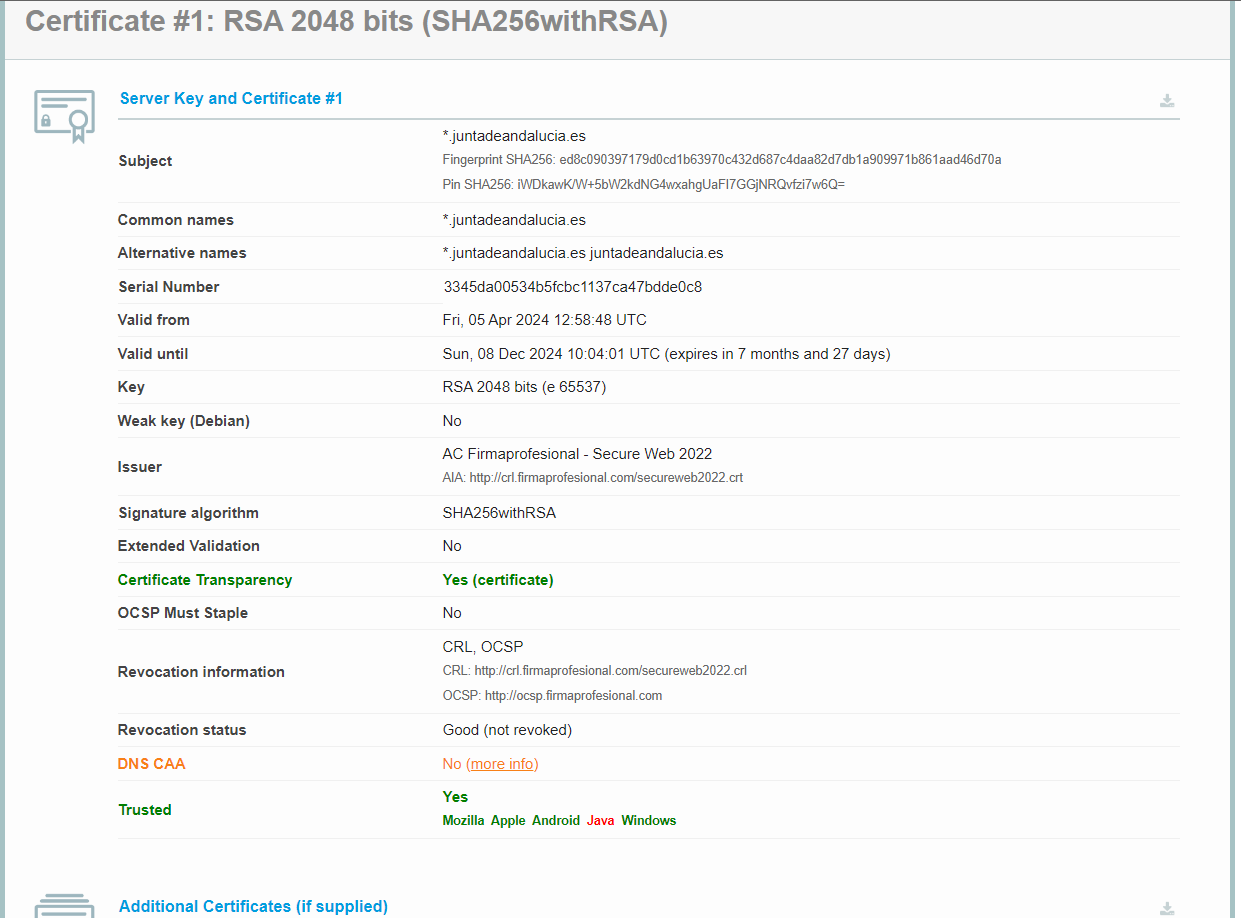 Certificate #1: RSA 2048 bits (SHA256withRSA)
Server Key and Certificate #1
Subject
*.juntadeandalucia.es
Fingerprint SHA256: ed8c090397179d0cd1b63970c432d687c4daa82d7db1a909971b861aad46d70a
Pin SHA256: iWDkawK/W+5bW2kdNG4wxahgUaFI7GGjNRQvfzi7w6Q=
Common names *.juntadeandalucia.es
Alternative names *.juntadeandalucia.es juntadeandalucia.es
Serial Number 3345da00534b5fcbc1137ca47bdde0c8
Valid from Fri, 05 Apr 2024 12:58:48 UTC
Valid until Sun, 08 Dec 2024 10:04:01 UTC (expires in 7 months and 27 days)
Key RSA 2048 bits (e 65537)
Weak key (Debian) No
Issuer
AC Firmaprofesional - Secure Web 2022
AIA: http://crl.firmaprofesional.com/secureweb2022.crt
Signature algorithm SHA256withRSA
Extended Validation No
Certificate Transparency Yes (certificate)
OCSP Must Staple No
Revocation information
CRL, OCSP
CRL: http://crl.firmaprofesional.com/secureweb2022.crl
OCSP: http://ocsp.firmaprofesional.com
Revocation status Good (not revoked)
DNS CAA No (more info)
Trusted
Yes
Mozilla Apple Android Java Windows
Additional Certificates (if supplied)